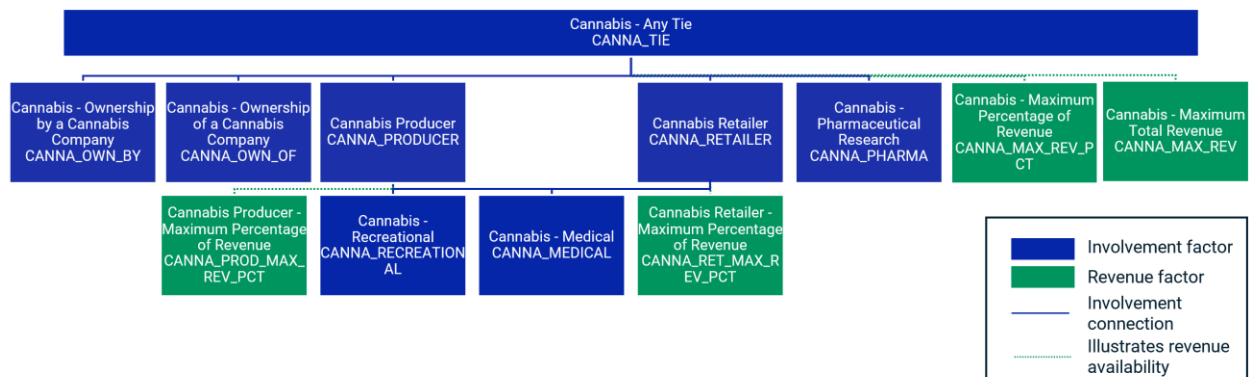 Cannabis - Any Tie
CANNA_TIE
Cannabis - Ownership
by a Cannabis
Company
CANNA_OWN_BY
Cannabis - Ownership
of a Cannabis
Company
CANNA_OWN_OF
Cannabis Producer
CANNA_PRODUCER
Cannabis Retailer
CANNA_RETAILER
Cannabis -
Pharmaceutical
Research
CANNA_PHARMA
Cannabis - Maximum
Percentage of
Revenue
CANNA_MAX_REV_P
CT
Cannabis - Maximum
Total Revenue
CANNA_MAX_REV
Cannabis Producer -
Maximum Percentage
of Revenue
CANNA_PROD_MAX_
REV_PCT
Cannabis -
Recreational
CANNA_RECREATION
AL
Cannabis - Medical
CANNA_MEDICAL
Cannabis Retailer -
Maximum Percentage
of Revenue
CANNA_RET_MAX_R
EV_PCT
Involvement factor
Revenue factor
Involvement
connection
Illustrates revenue
availability